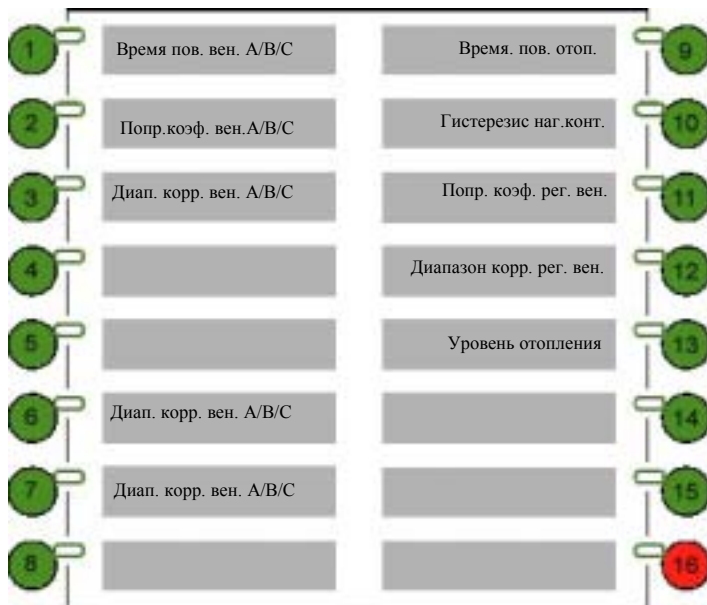 1 Время пов. вен. А/В/С
2 Попр.коэф. вен.А/В/С
3 Диап. корр. вен. А/В/С
4
5
6 Диап. корр. вен. А/В/С
7 Диап. корр. вен. А/В/С
8
Время. пов. отоп. 9
Гистерезис наг.конт. 10
Попр. коэф. рег. вен. 11
Диапазон корр. рег. вен. 12
Уровень отопления 13
14
15
16